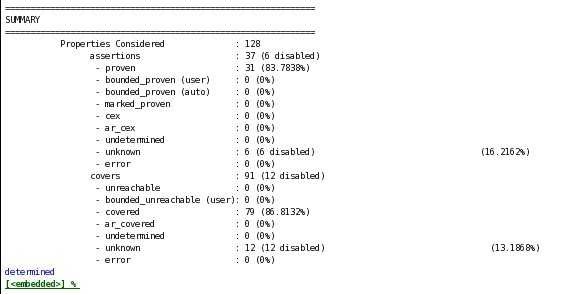 ==============================================================
SUMMARY
==============================================================
Properties Considered : 128
assertions : 37 (6 disabled)
- proven : 31 (83.7838%)
- bounded_proven (user) : 0 (0%)
- bounded_proven (auto) : 0 (0%)
- marked_proven : 0 (0%)
- cex : 0 (0%)
- ar_cex : 0 (0%)
- undetermined : 0 (0%)
- unknown : 6 (6 disabled) (16.2162%)
- error : 0 (0%)
covers : 91 (12 disabled)
- unreachable : 0 (0%)
- bounded_unreachable (user): 0 (0%)
- covered : 79 (86.8132%)
- ar_covered : 0 (0%)
- undetermined : 0 (0%)
- unknown : 12 (12 disabled) (13.1868%)
- error : 0 (0%)
determined
[<embedded>] %